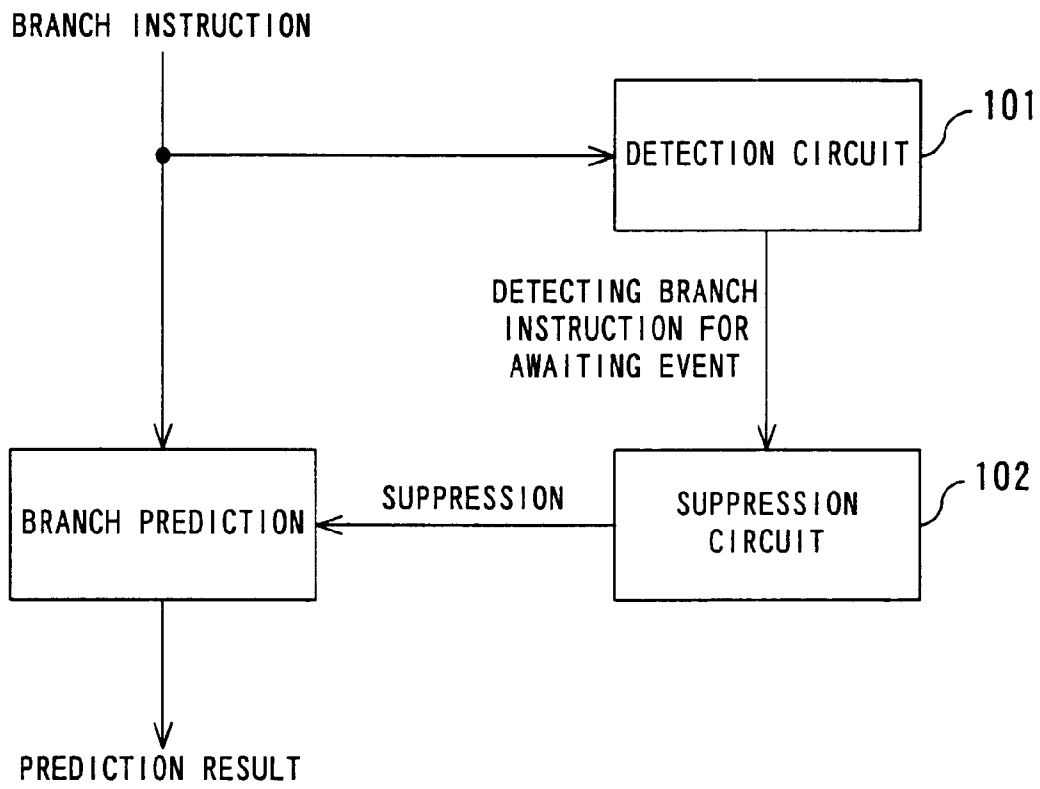 BRANCH INSTRUCTION
101
DETECTION CIRCUIT
DETECTING BRANCH
INSTRUCTION FOR
AWAITING EVENT
102
SUPPRESSION
BRANCH PREDICTION
SUPPRESSION
CIRCUIT
PREDICTION RESULT